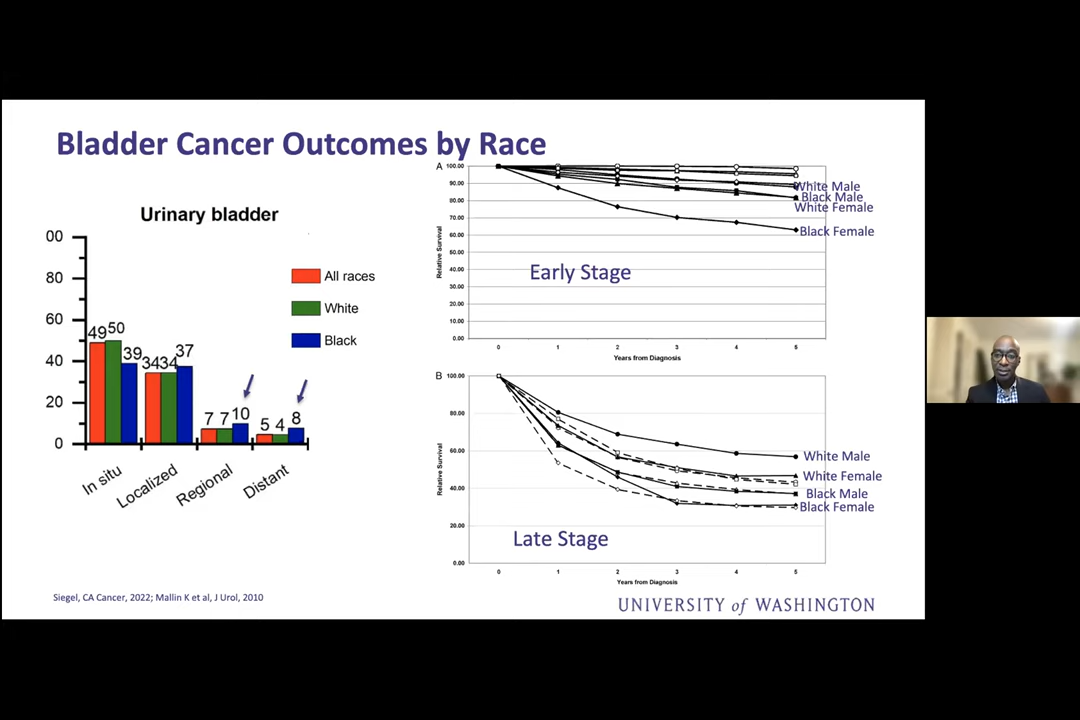 Bladder Cancer Outcomes by Race
Urinary bladder
00
80
60
40
20
0
49 50 39
34 34 37
7 7 10
5 4 8
In situ
Localized
Regional
Distant
All races
White
Black
A
100.00
90.00
80.00
70.00
60.00
50.00
40.00
30.00
20.00
10.00
0.00
Relative Survival
Early Stage
White Male
Black Male
White Female
Black Female
0 1 2 3 4 5
Years from Diagnosis
B
100.00
80.00
60.00
40.00
20.00
0.00
Relative Survival
Late Stage
White Male
White Female
Black Male
Black Female
0 1 2 3 4 5
Years from Diagnosis
Siegel, CA Cancer, 2022; Mallin K et al, J Urol, 2010
UNIVERSITY of WASHINGTON